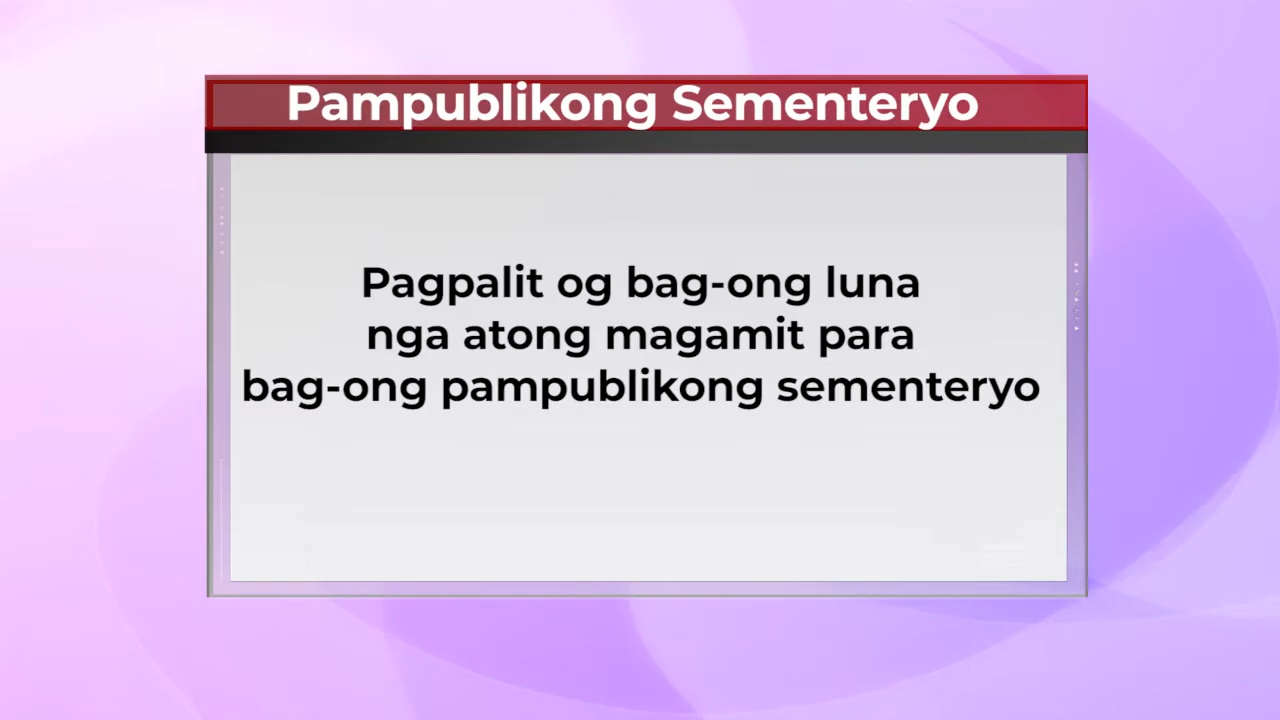 Pampublikong Sementeryo
Pagpalit og bag-ong luna
nga atong magamit para
bag-ong pampublikong sementeryo